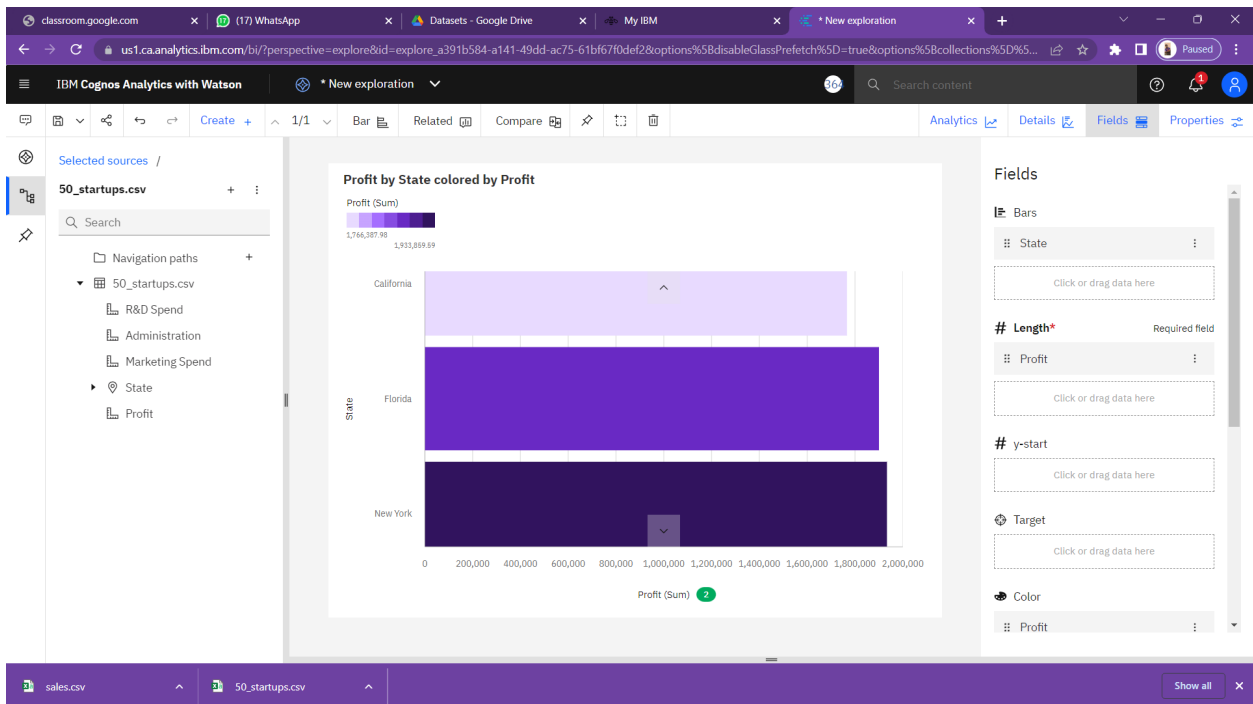 classroom.google.com
(17) WhatsApp
Datasets - Google Drive
My IBM
* New exploration
us1.ca.analytics.ibm.com/bi/?perspective=explore&id=explore_a391b584-a141-49dd-ac75-61bf67f0def2&options%5BdisableGlassPrefetch%5D=true&options%5Bcollections%5D%5...
Paused
IBM Cognos Analytics with Watson
* New exploration
Search content
1
Create +
1/1
Bar
Related
Compare
Analytics
Details
Fields
Properties
Selected sources /
50_startups.csv
Search
Navigation paths
50_startups.csv
R&D Spend
Administration
Marketing Spend
State
Profit
Profit by State colored by Profit
Profit (Sum)
1,766,387.98
1,933,859.59
California
Florida
New York
State
0 200,000 400,000 600,000 800,000 1,000,000 1,200,000 1,400,000 1,600,000 1,800,000 2,000,000
Profit (Sum) 2
Fields
Bars
State
Click or drag data here
# Length* Required field
Profit
Click or drag data here
# y-start
Click or drag data here
Target
Click or drag data here
Color
Profit
sales.csv
50_startups.csv
Show all